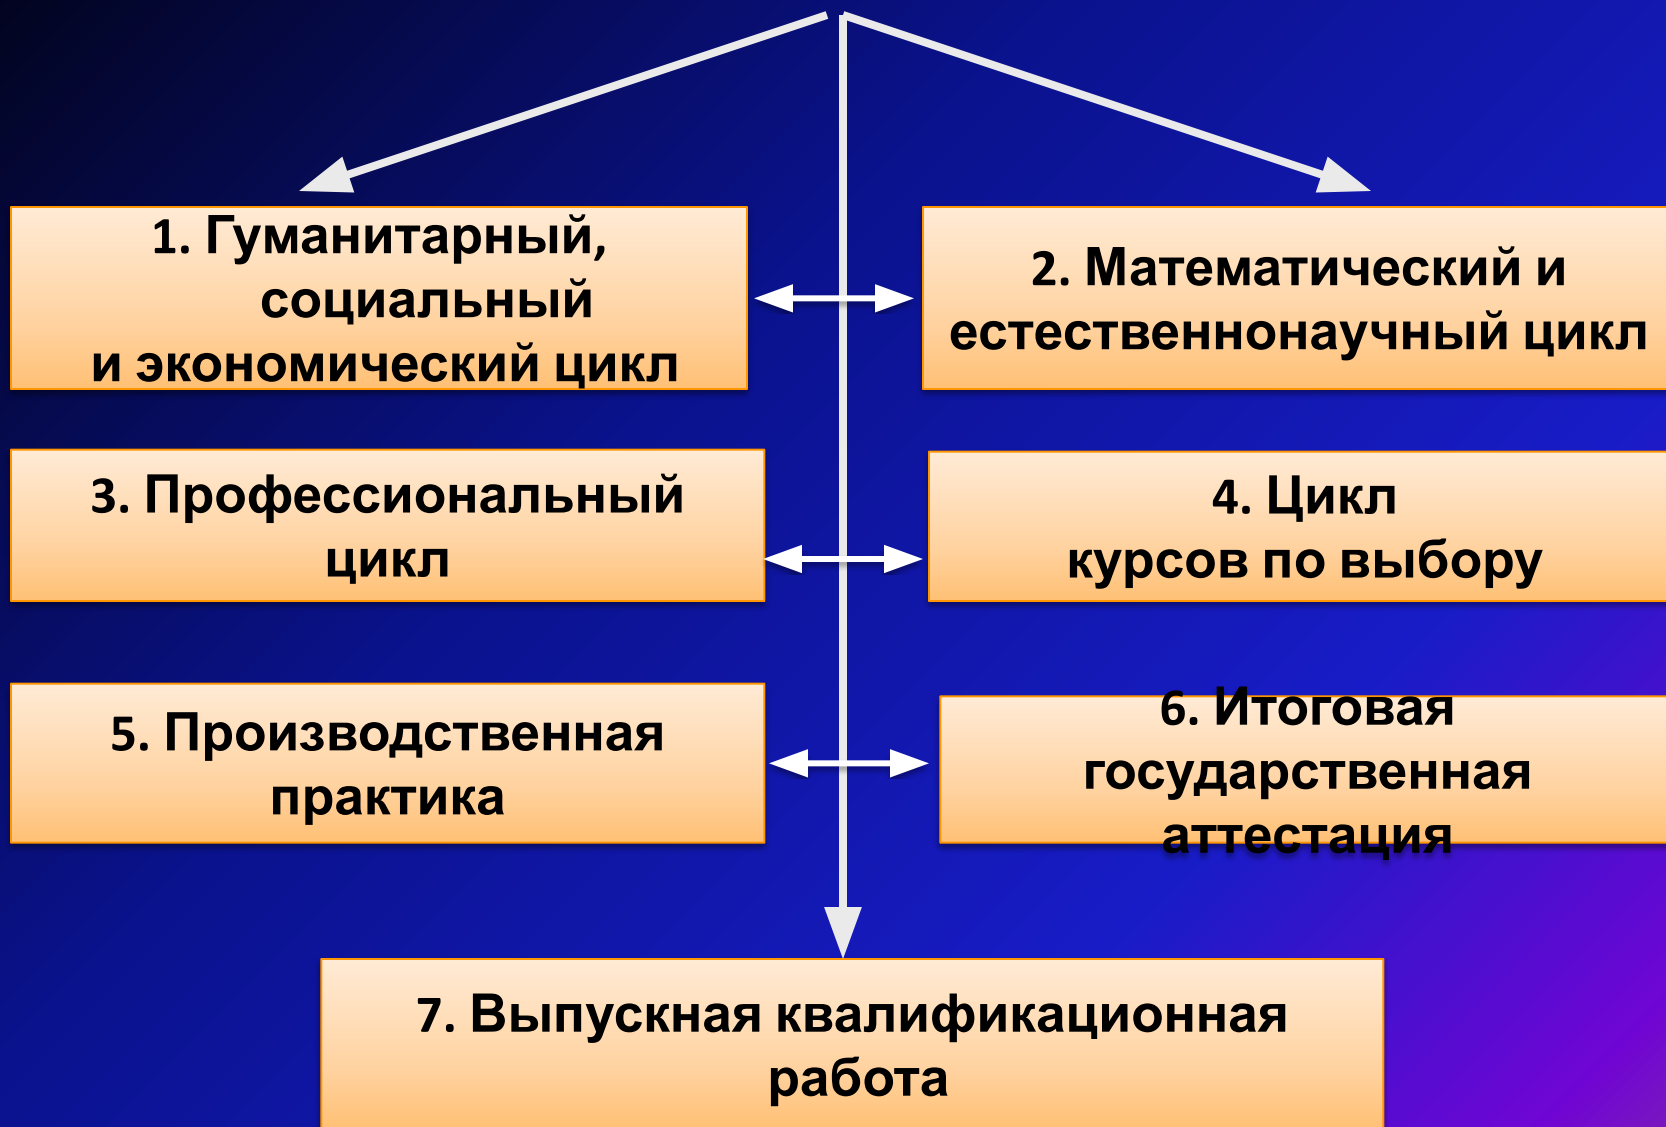 1. Гуманитарный,
социальный
и экономический цикл
2. Математический и
естественнонаучный цикл
3. Профессиональный
цикл
4. Цикл
курсов по выбору
5. Производственная
практика
6. Итоговая
государственная
аттестация
7. Выпускная квалификационная
работа